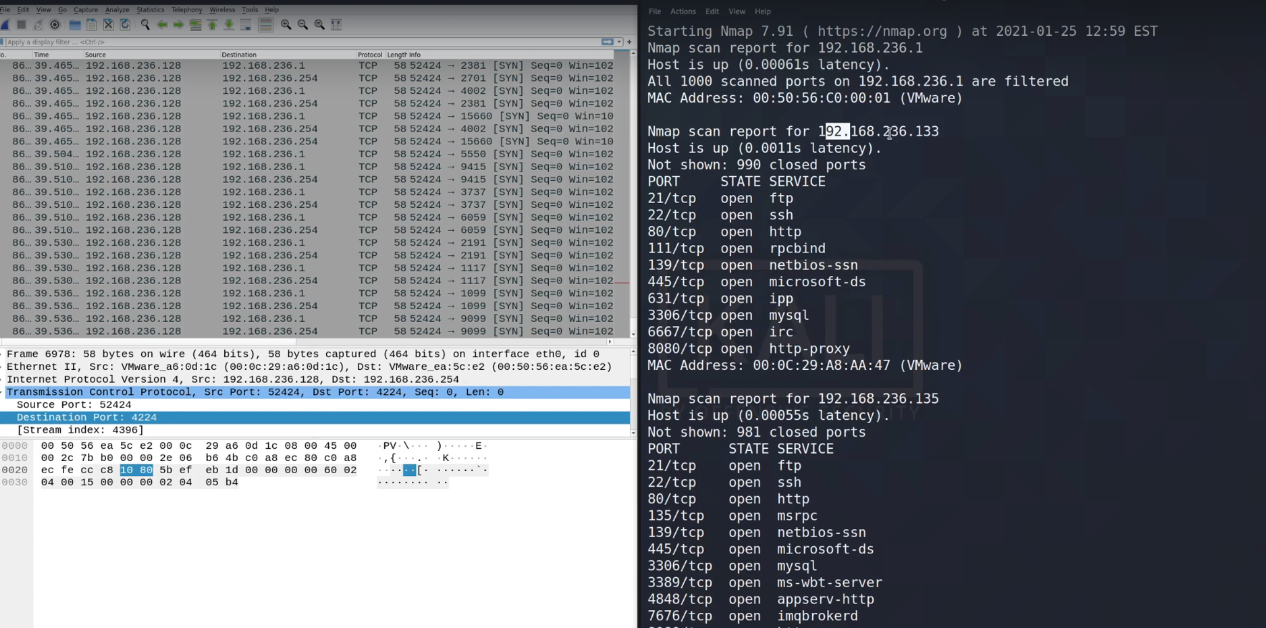 File Edit View Go Capture Analyze Statistics Telephony Wireless Tools Help
Apply a display filter ... <Ctrl-/>
Time Source Destination Protocol Length Info
86… 39.465… 192.168.236.128 192.168.236.1 TCP 58 52424 → 2381 [SYN] Seq=0 Win=102
86… 39.465… 192.168.236.128 192.168.236.254 TCP 58 52424 → 2701 [SYN] Seq=0 Win=102
86… 39.465… 192.168.236.128 192.168.236.1 TCP 58 52424 → 4002 [SYN] Seq=0 Win=102
86… 39.465… 192.168.236.128 192.168.236.254 TCP 58 52424 → 2381 [SYN] Seq=0 Win=102
86… 39.465… 192.168.236.128 192.168.236.1 TCP 58 52424 → 15660 [SYN] Seq=0 Win=10
86… 39.465… 192.168.236.128 192.168.236.254 TCP 58 52424 → 4002 [SYN] Seq=0 Win=102
86… 39.465… 192.168.236.128 192.168.236.254 TCP 58 52424 → 15660 [SYN] Seq=0 Win=10
86… 39.504… 192.168.236.128 192.168.236.1 TCP 58 52424 → 5550 [SYN] Seq=0 Win=102
86… 39.510… 192.168.236.128 192.168.236.1 TCP 58 52424 → 9415 [SYN] Seq=0 Win=102
86… 39.510… 192.168.236.128 192.168.236.254 TCP 58 52424 → 9415 [SYN] Seq=0 Win=102
86… 39.510… 192.168.236.128 192.168.236.1 TCP 58 52424 → 3737 [SYN] Seq=0 Win=102
86… 39.510… 192.168.236.128 192.168.236.254 TCP 58 52424 → 3737 [SYN] Seq=0 Win=102
86… 39.510… 192.168.236.128 192.168.236.1 TCP 58 52424 → 6059 [SYN] Seq=0 Win=102
86… 39.510… 192.168.236.128 192.168.236.254 TCP 58 52424 → 6059 [SYN] Seq=0 Win=102
86… 39.530… 192.168.236.128 192.168.236.1 TCP 58 52424 → 2191 [SYN] Seq=0 Win=102
86… 39.530… 192.168.236.128 192.168.236.254 TCP 58 52424 → 2191 [SYN] Seq=0 Win=102
86… 39.530… 192.168.236.128 192.168.236.1 TCP 58 52424 → 1117 [SYN] Seq=0 Win=102
86… 39.530… 192.168.236.128 192.168.236.254 TCP 58 52424 → 1117 [SYN] Seq=0 Win=102
86… 39.536… 192.168.236.128 192.168.236.1 TCP 58 52424 → 1099 [SYN] Seq=0 Win=102
86… 39.536… 192.168.236.128 192.168.236.254 TCP 58 52424 → 1099 [SYN] Seq=0 Win=102
86… 39.536… 192.168.236.128 192.168.236.1 TCP 58 52424 → 9099 [SYN] Seq=0 Win=102
86… 39.536… 192.168.236.128 192.168.236.254 TCP 58 52424 → 9099 [SYN] Seq=0 Win=102
Frame 6978: 58 bytes on wire (464 bits), 58 bytes captured (464 bits) on interface eth0, id 0
Ethernet II, Src: VMware_a6:0d:1c (00:0c:29:a6:0d:1c), Dst: VMware_ea:5c:e2 (00:50:56:ea:5c:e2)
Internet Protocol Version 4, Src: 192.168.236.128, Dst: 192.168.236.254
Transmission Control Protocol, Src Port: 52424, Dst Port: 4224, Seq: 0, Len: 0
Source Port: 52424
Destination Port: 4224
[Stream index: 4396]
0000 00 50 56 ea 5c e2 00 0c 29 a6 0d 1c 08 00 45 00 ·PV·\··· )·····E·
0010 00 2c 7b b0 00 00 2e 06 b6 4b c0 a8 ec 80 c0 a8 ·,{···.· ·K······
0020 ec fe cc c8 10 80 5b ef eb 1d 00 00 00 00 60 02 ······[· ······`·
0030 04 00 15 00 00 00 02 04 05 b4 ········ ··
File Actions Edit View Help
Starting Nmap 7.91 ( https://nmap.org ) at 2021-01-25 12:59 EST
Nmap scan report for 192.168.236.1
Host is up (0.00061s latency).
All 1000 scanned ports on 192.168.236.1 are filtered
MAC Address: 00:50:56:C0:00:01 (VMware)
Nmap scan report for 192.168.236.133
Host is up (0.0011s latency).
Not shown: 990 closed ports
PORT STATE SERVICE
21/tcp open ftp
22/tcp open ssh
80/tcp open http
111/tcp open rpcbind
139/tcp open netbios-ssn
445/tcp open microsoft-ds
631/tcp open ipp
3306/tcp open mysql
6667/tcp open irc
8080/tcp open http-proxy
MAC Address: 00:0C:29:A8:AA:47 (VMware)
Nmap scan report for 192.168.236.135
Host is up (0.00055s latency).
Not shown: 981 closed ports
PORT STATE SERVICE
21/tcp open ftp
22/tcp open ssh
80/tcp open http
135/tcp open msrpc
139/tcp open netbios-ssn
445/tcp open microsoft-ds
3306/tcp open mysql
3389/tcp open ms-wbt-server
4848/tcp open appserv-http
7676/tcp open imqbrokerd
KALI